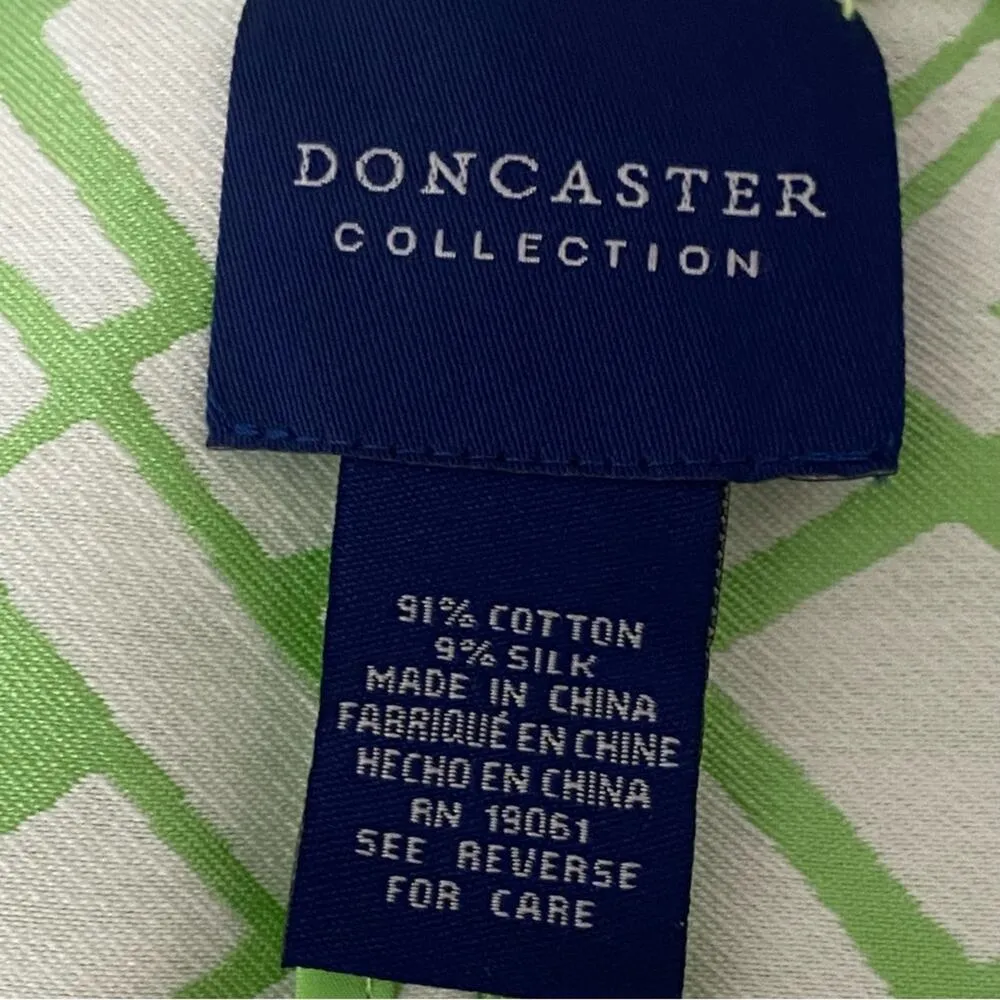 DONCASTER
COLLECTION
91% COTTON
9% SILK
MADE IN CHINA
FABRIQUÉ EN CHINE
HECHO EN CHINA
RN 19061
SEE REVERSE
FOR CARE